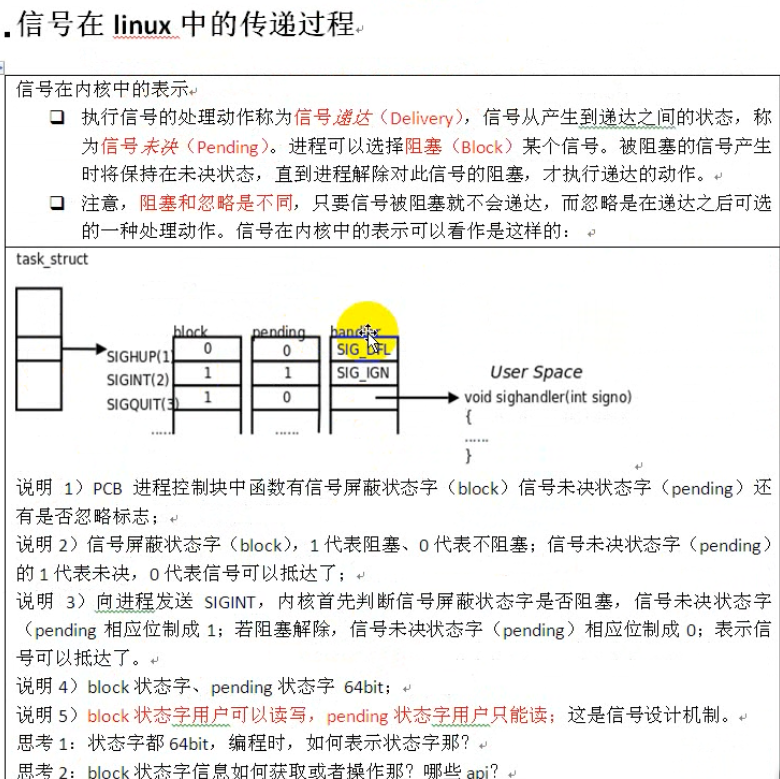 信号在 linux 中的传递过程
信号在内核中的表示
执行信号的处理动作称为信号递达（Delivery），信号从产生到递达之间的状态，称
为信号未决（Pending）。进程可以选择阻塞（Block）某个信号。被阻塞的信号产生
时将保持在未决状态，直到进程解除对此信号的阻塞，才执行递达的动作。
注意，阻塞和忽略是不同，只要信号被阻塞就不会递达，而忽略是在递达之后可选
的一种处理动作。信号在内核中的表示可以看作是这样的：
task_struct
block pending handler
SIGHUP(1) 0 0 SIG_DFL
SIGINT(2) 1 1 SIG_IGN
SIGQUIT(3) 1 0
...... ......
User Space
void sighandler(int signo)
{
......
}
说明 1）PCB 进程控制块中函数有信号屏蔽状态字（block）信号未决状态字（pending）还
有是否忽略标志；
说明 2）信号屏蔽状态字（block），1 代表阻塞、0 代表不阻塞；信号未决状态字（pending）
的 1 代表未决，0 代表信号可以抵达了；
说明 3）向进程发送 SIGINT，内核首先判断信号屏蔽状态字是否阻塞，信号未决状态字
（pending 相应位制成 1；若阻塞解除，信号未决状态字（pending）相应位制成 0；表示信
号可以抵达了。
说明 4）block 状态字、pending 状态字 64bit；
说明 5）block 状态字用户可以读写，pending 状态字用户只能读；这是信号设计机制。
思考 1：状态字都 64bit，编程时，如何表示状态字那？
思考 2：block 状态字信息如何获取或者操作那？哪些 api？